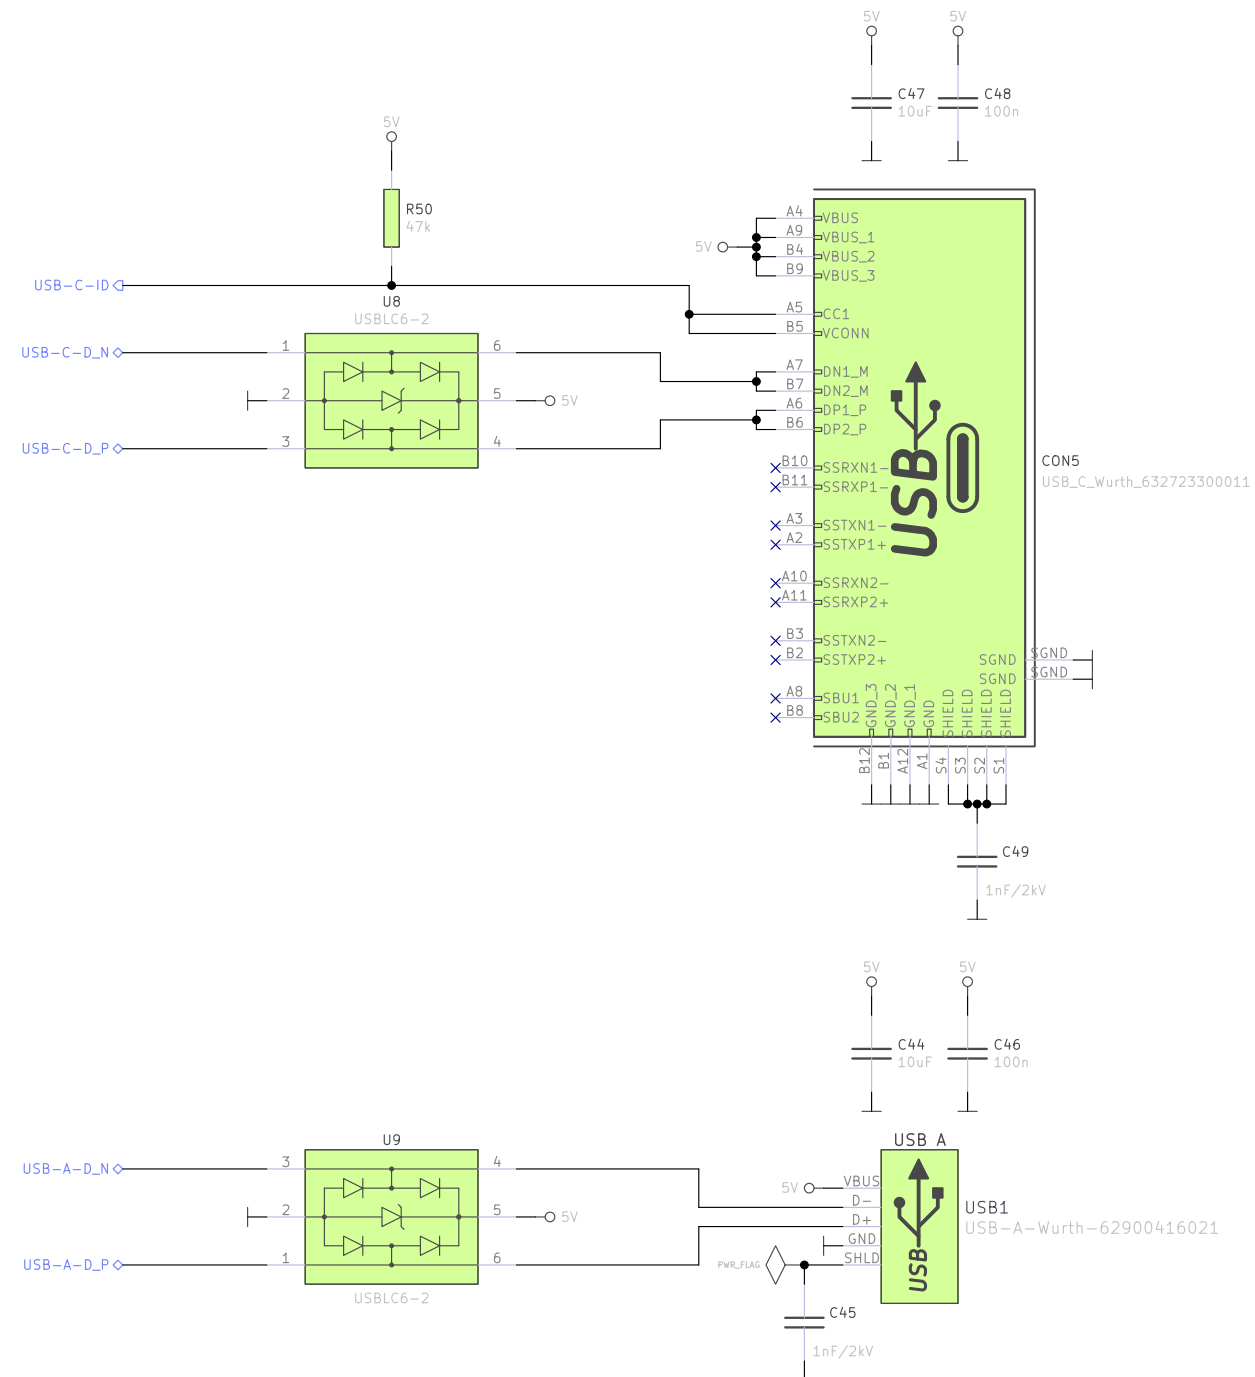 5V
5V
C47
10uF
C48
100n
5V
R50
47k
USB-C-ID
U8
USBLC6-2
USB-C-D_N
1
6
2
5
5V
USB-C-D_P
3
4
5V
A4 VBUS
A9 VBUS_1
B4 VBUS_2
B9 VBUS_3
A5 CC1
B5 VCONN
A7 DN1_M
B7 DN2_M
A6 DP1_P
B6 DP2_P
B10 SSRXN1-
B11 SSRXP1-
A3 SSTXN1-
A2 SSTXP1+
A10 SSRXN2-
A11 SSRXP2+
B3 SSTXN2-
B2 SSTXP2+
A8 SBU1
B8 SBU2
USB
CON5
USB_C_Wurth_632723300011
SGND SGND
SGND SGND
GND_3
GND_2
GND_1
GND
SHIELD
SHIELD
SHIELD
SHIELD
B12
B1
A12
A1
S4
S3
S2
S1
C49
1nF/2kV
5V
5V
C44
10uF
C46
100n
U9
USB-A-D_N
3
4
2
5
5V
USB-A-D_P
1
6
USBLC6-2
USB A
5V
VBUS
D-
D+
GND
SHLD
USB
USB1
USB-A-Wurth-62900416021
PWR_FLAG
C45
1nF/2kV